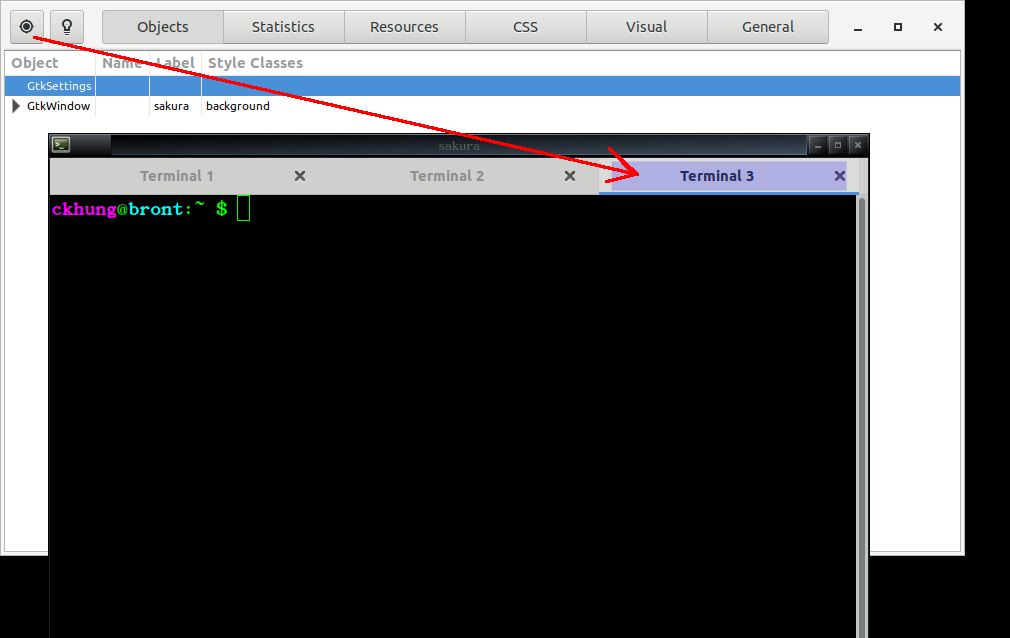 Objects Statistics Resources CSS Visual General
Object Name Label Style Classes
GtkSettings
GtkWindow sakura background
sakura
Terminal 1 Terminal 2 Terminal 3
ckhung@bront:~ $